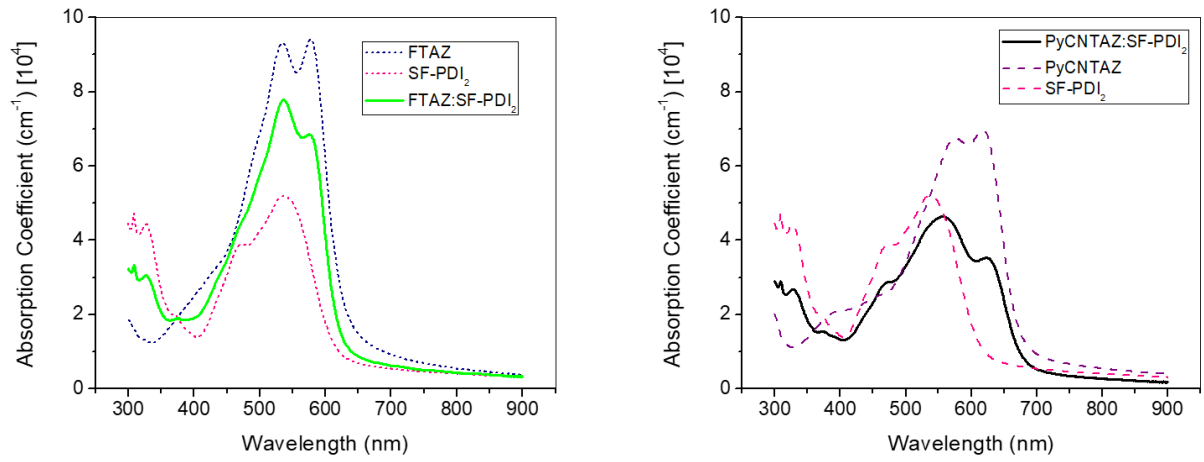 Absorption Coefficient (cm⁻¹) [10⁴]
10
8
6
4
2
0
FTAZ
SF-PDI₂
FTAZ:SF-PDI₂
300 400 500 600 700 800 900
Wavelength (nm)
Absorption Coefficient (cm⁻¹) [10⁴]
10
8
6
4
2
0
PyCNTAZ:SF-PDI₂
PyCNTAZ
SF-PDI₂
300 400 500 600 700 800 900
Wavelength (nm)